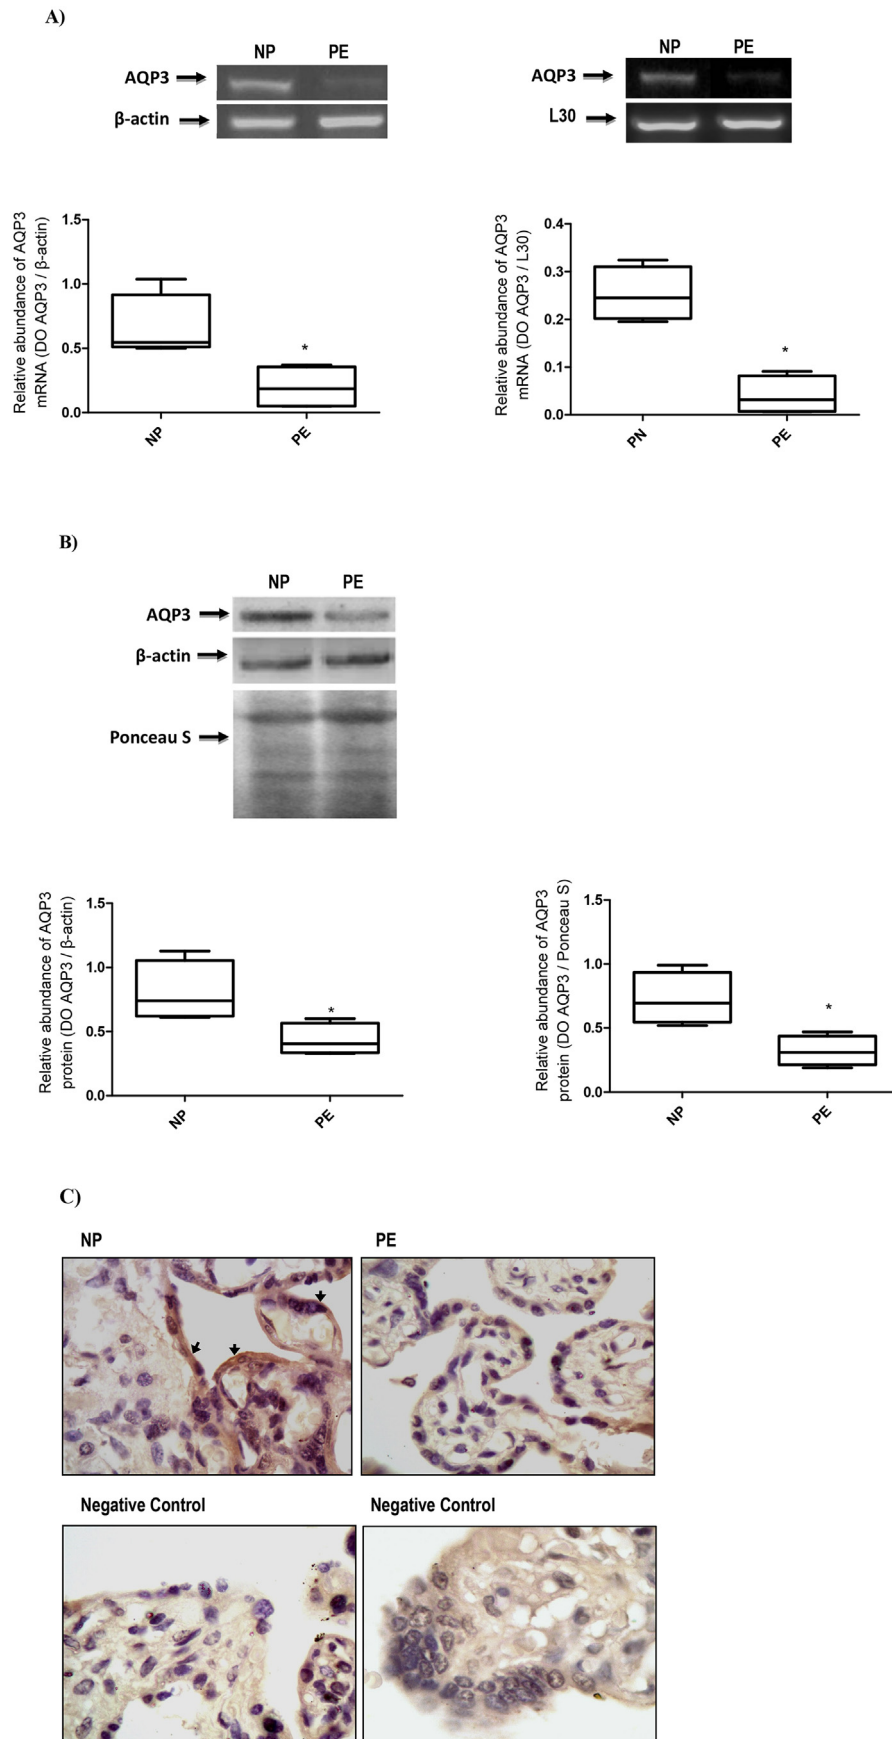 A)
NP PE
AQP3
β-actin
NP PE
AQP3
L30
Relative abundance of AQP3
mRNA (DO AQP3 / β-actin)
1.5
1.0
0.5
0.0
*
NP
PE
Relative abundance of AQP3
mRNA (DO AQP3 / L30)
0.4
0.3
0.2
0.1
0.0
*
PN
PE
B)
NP PE
AQP3
β-actin
Ponceau S
Relative abundance of AQP3
protein (DO AQP3 / β-actin)
1.5
1.0
0.5
0.0
*
NP
PE
Relative abundance of AQP3
protein (DO AQP3 / Ponceau S)
1.5
1.0
0.5
0.0
*
NP
PE
C)
NP
PE
Negative Control
Negative Control